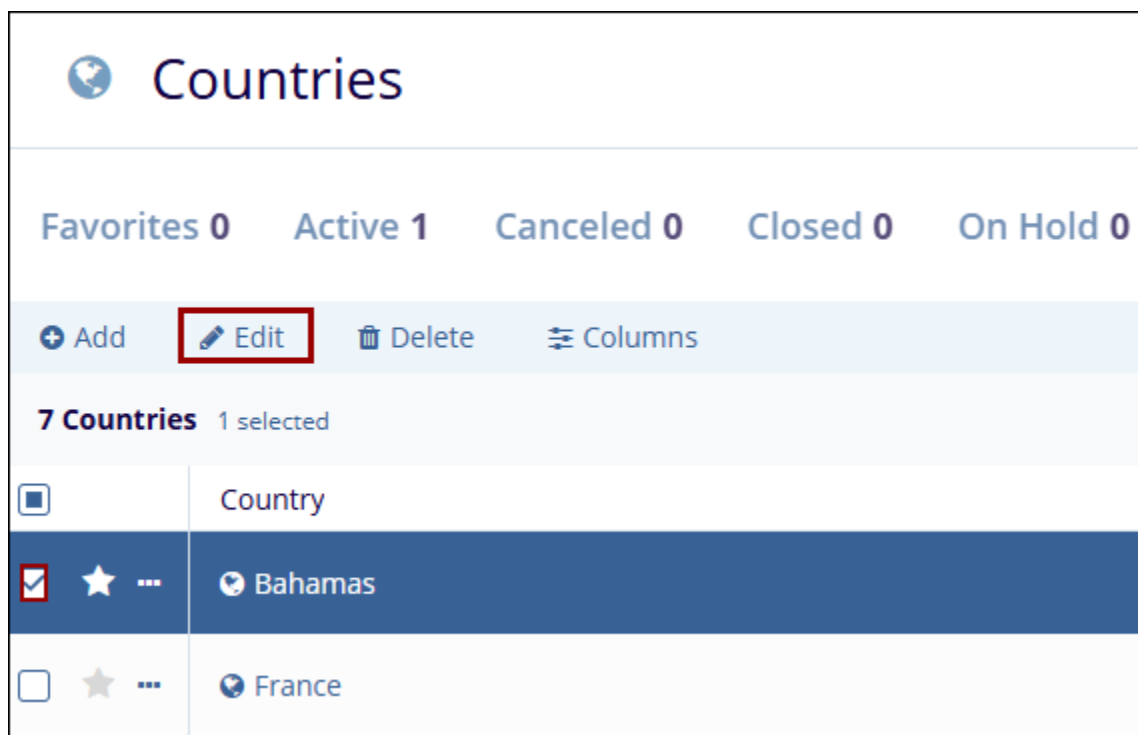 Countries
Favorites 0 Active 1 Canceled 0 Closed 0 On Hold 0
Add Edit Delete Columns
7 Countries 1 selected
Country
Bahamas
France